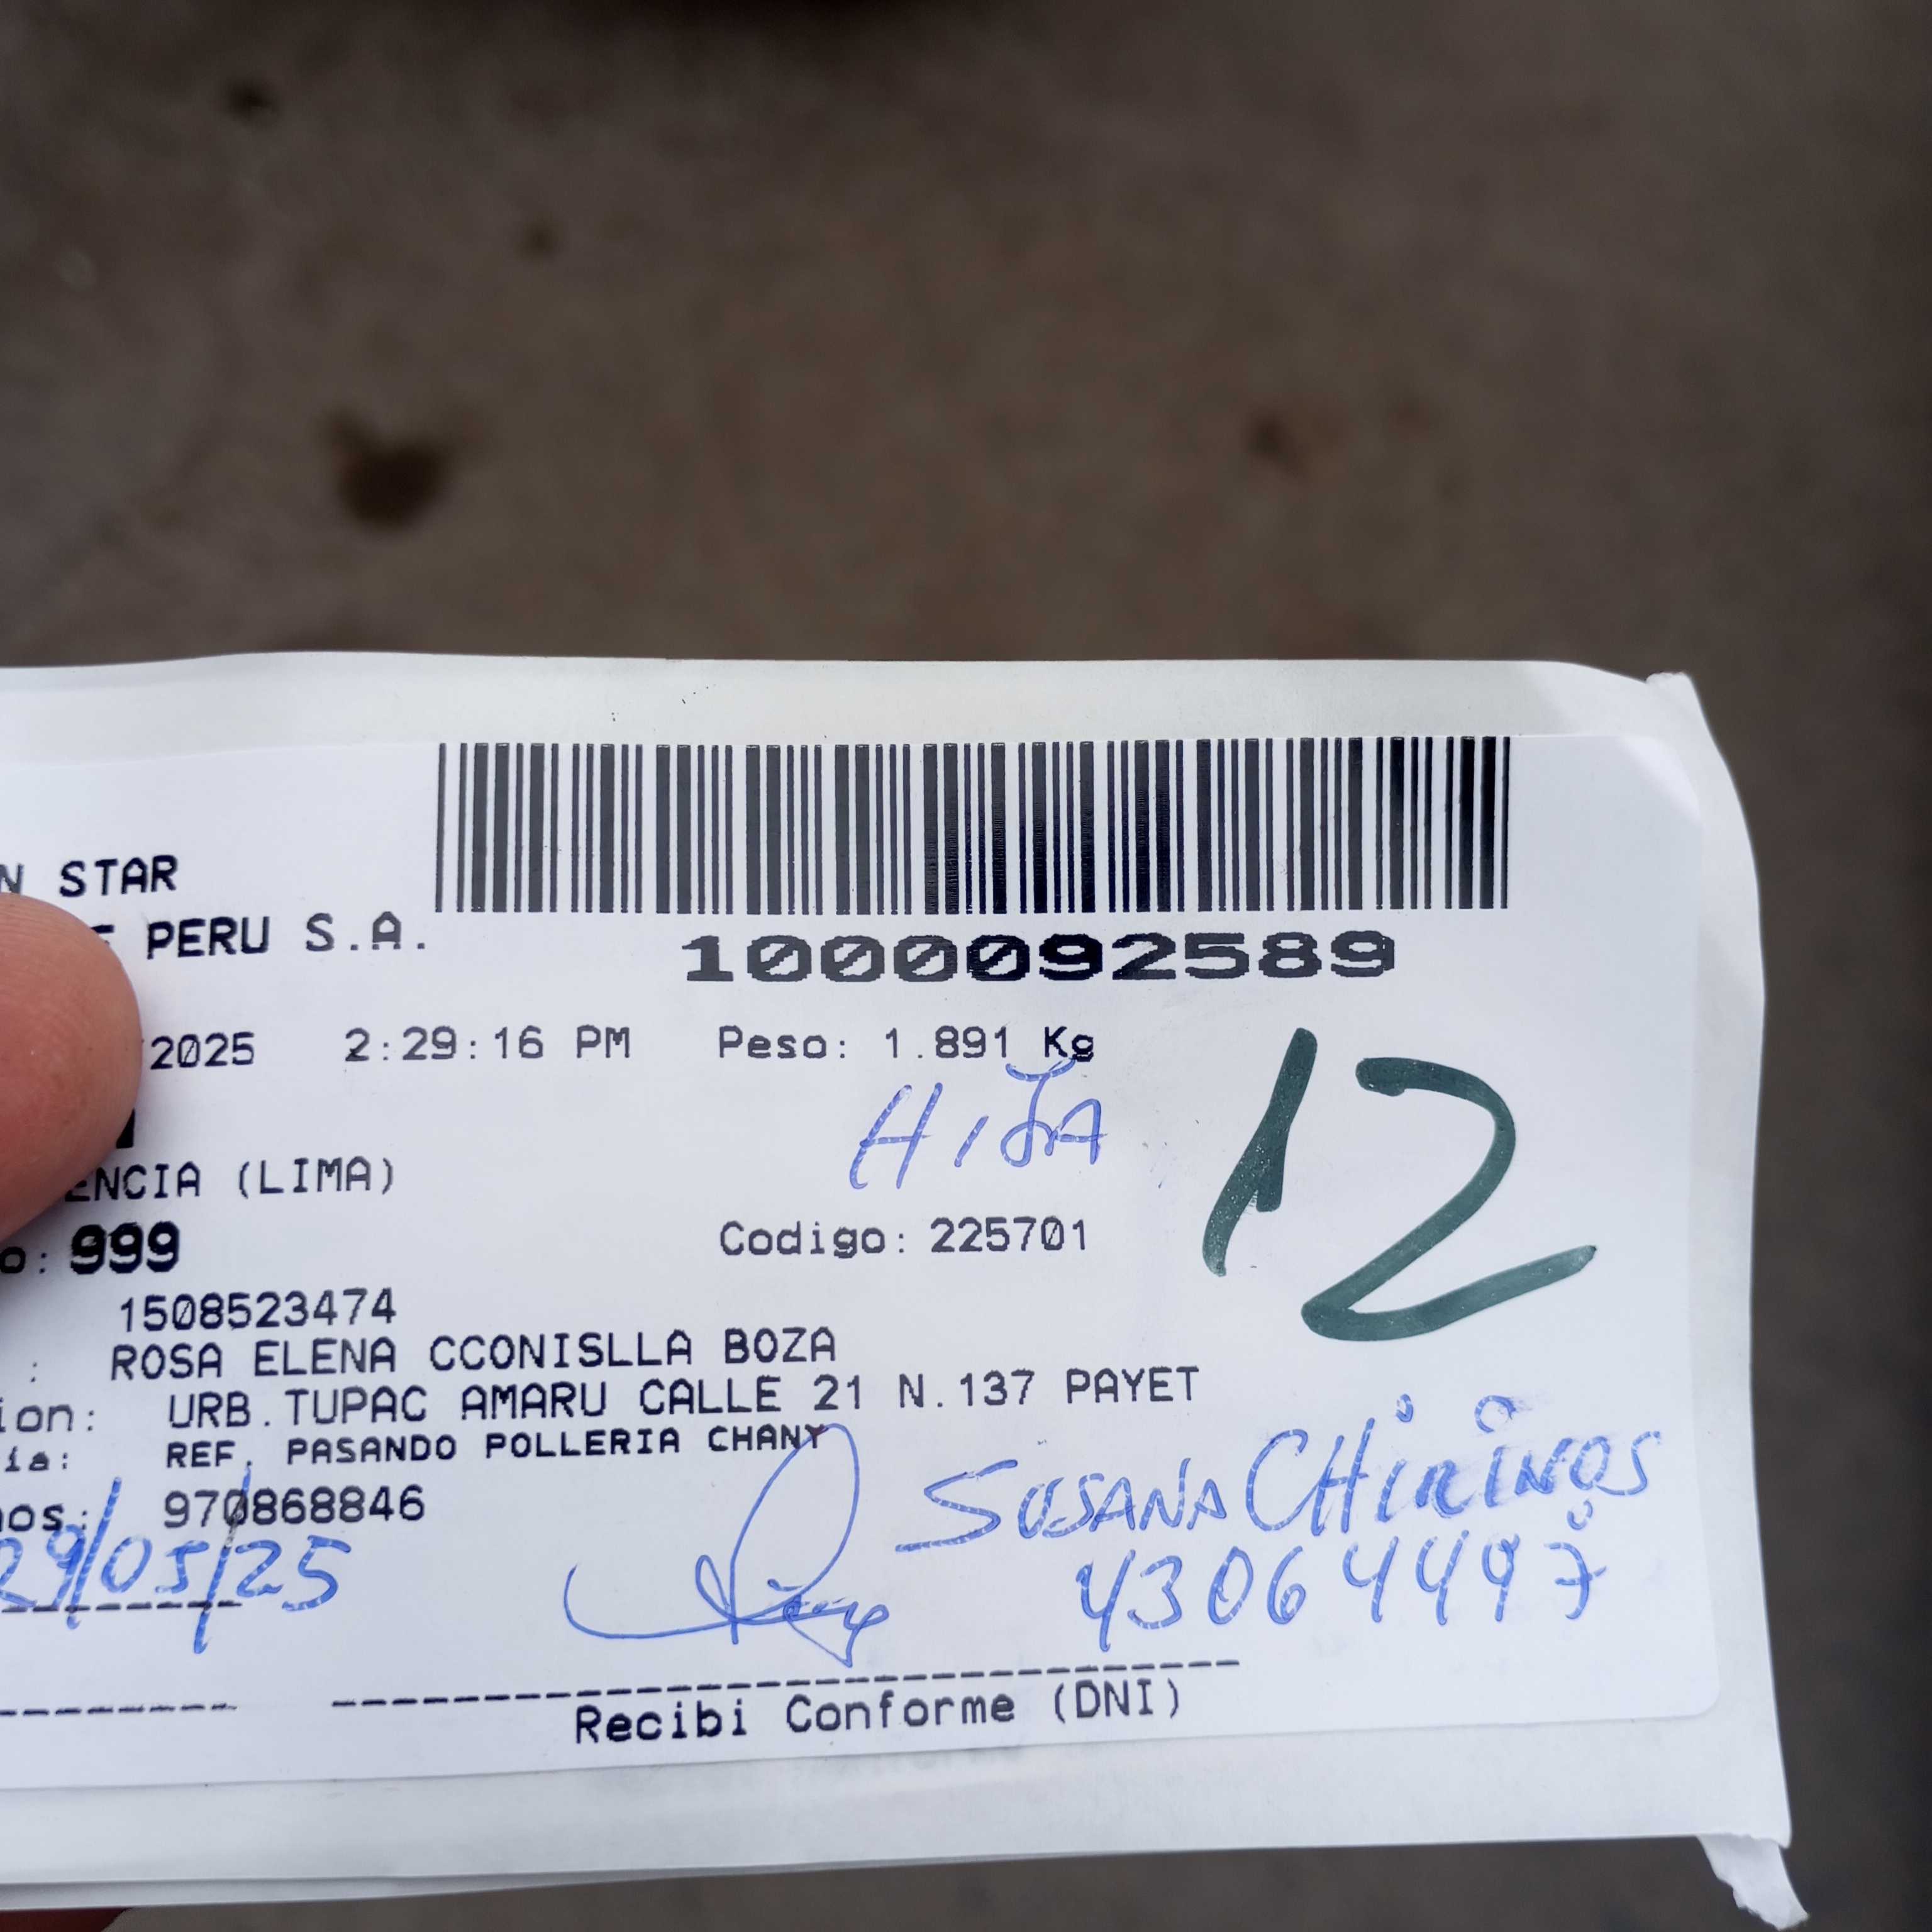 N STAR
PERU S.A.
1000092589
2025 2:29:16 PM Peso: 1.891 Kg
HIJA
12
ENCIA (LIMA)
o: 999 Codigo: 225701
1508523474
: ROSA ELENA CCONISLLA BOZA
ion: URB.TUPAC AMARU CALLE 21 N.137 PAYET
ia: REF. PASANDO POLLERIA CHANY
nos: 970868846
SUSANA CHIRINOS
29/05/25
43064497
Recibi Conforme (DNI)